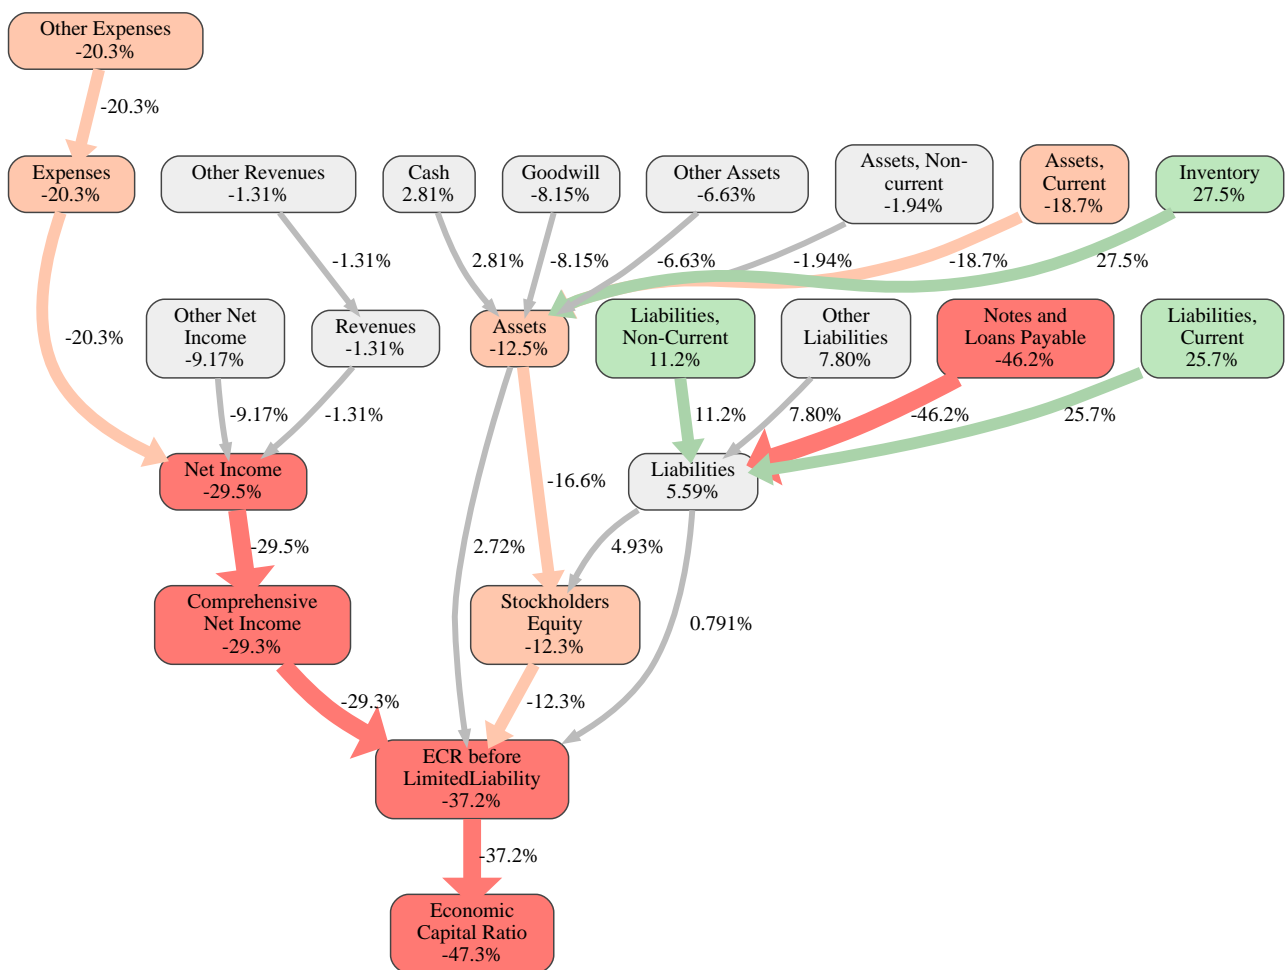 Other Expenses
-20.3%
-20.3%
Expenses
-20.3%
Other Revenues
-1.31%
Cash
2.81%
Goodwill
-8.15%
Other Assets
-6.63%
Assets, Non-
current
-1.94%
Assets,
Current
-18.7%
Inventory
27.5%
-1.31%
2.81%
-8.15%
-6.63%
-1.94%
-18.7%
27.5%
Other Net
Income
-9.17%
Revenues
-1.31%
Assets
-12.5%
Liabilities,
Non-Current
11.2%
Other
Liabilities
7.80%
Notes and
Loans Payable
-46.2%
Liabilities,
Current
25.7%
-20.3%
-9.17%
-1.31%
11.2%
7.80%
-46.2%
25.7%
Net Income
-29.5%
-16.6%
Liabilities
5.59%
-29.5%
2.72%
4.93%
Comprehensive
Net Income
-29.3%
Stockholders
Equity
-12.3%
0.791%
-29.3%
-12.3%
ECR before
LimitedLiability
-37.2%
-37.2%
Economic
Capital Ratio
-47.3%